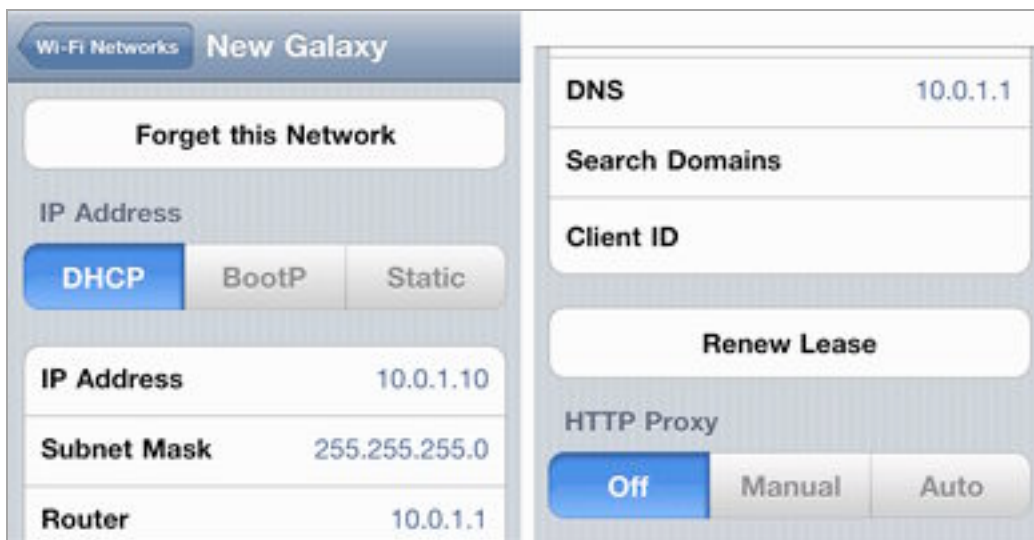 Wi-Fi Networks New Galaxy
Forget this Network
IP Address
DHCP BootP Static
IP Address 10.0.1.10
Subnet Mask 255.255.255.0
Router 10.0.1.1
DNS 10.0.1.1
Search Domains
Client ID
Renew Lease
HTTP Proxy
Off Manual Auto